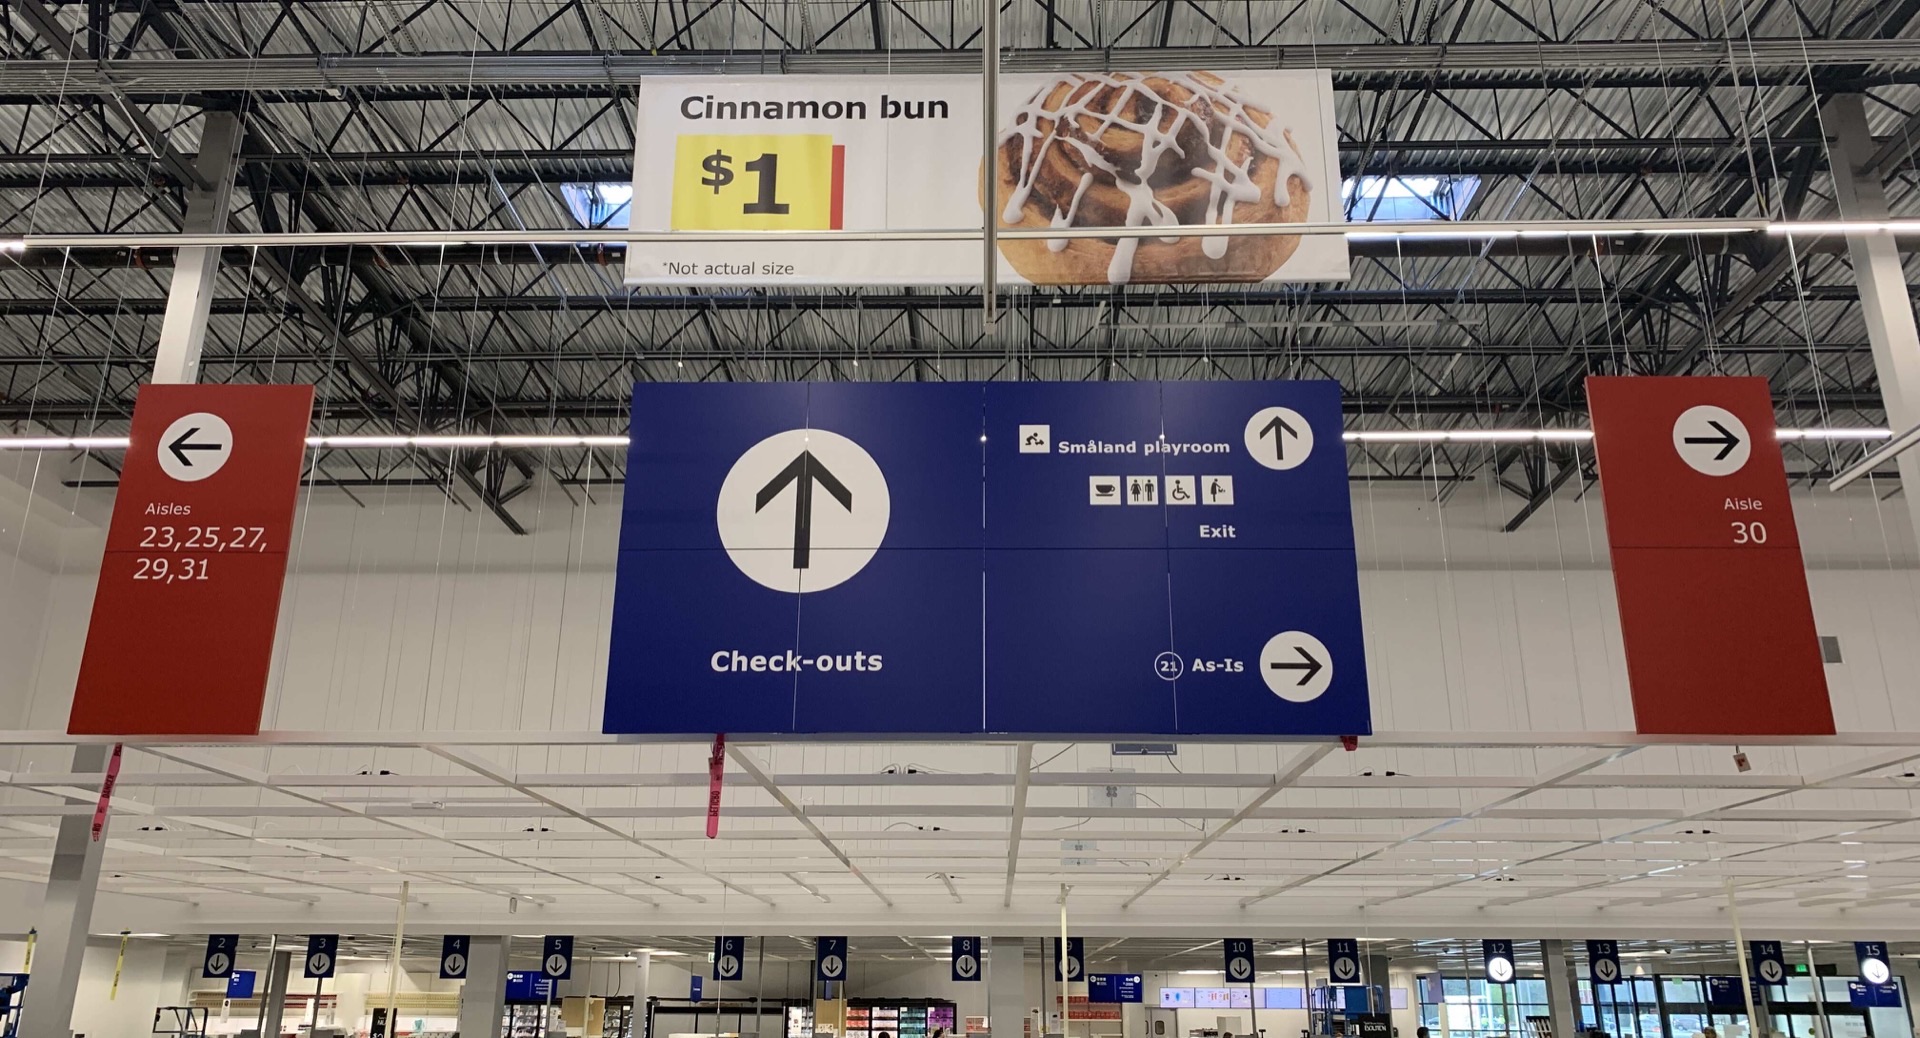 Cinnamon bun
$1
*Not actual size
Aisles
23,25,27,
29,31
Check-outs
Småland playroom
Exit
21 As-Is
Aisle
30
2
3
4
5
6
7
8
9
10
11
12
13
14
15